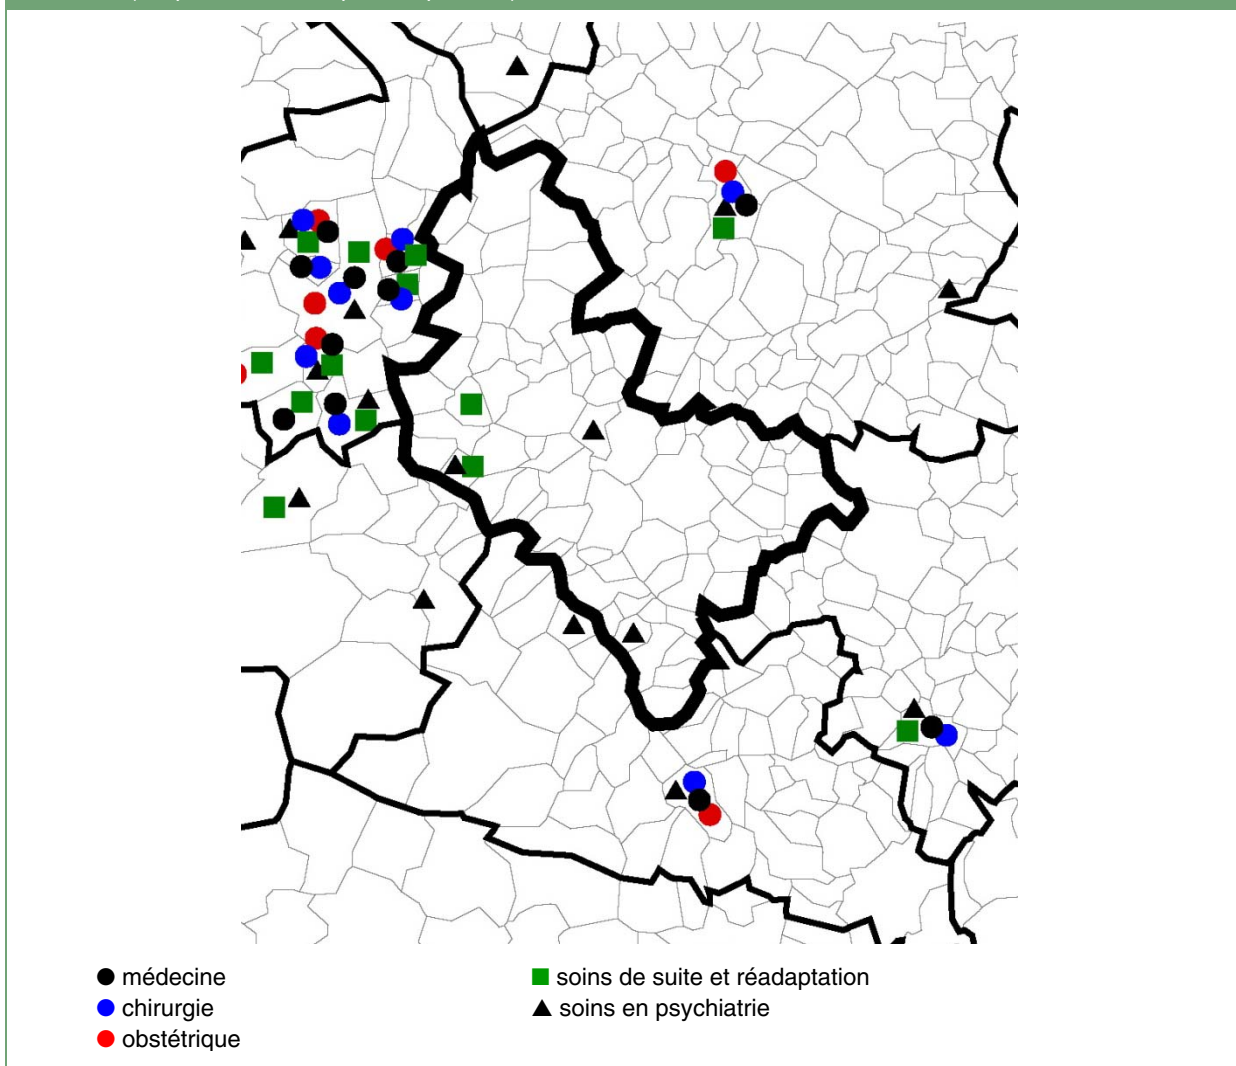 médecine
chirurgie
obstétrique
soins de suite et réadaptation
soins en psychiatrie